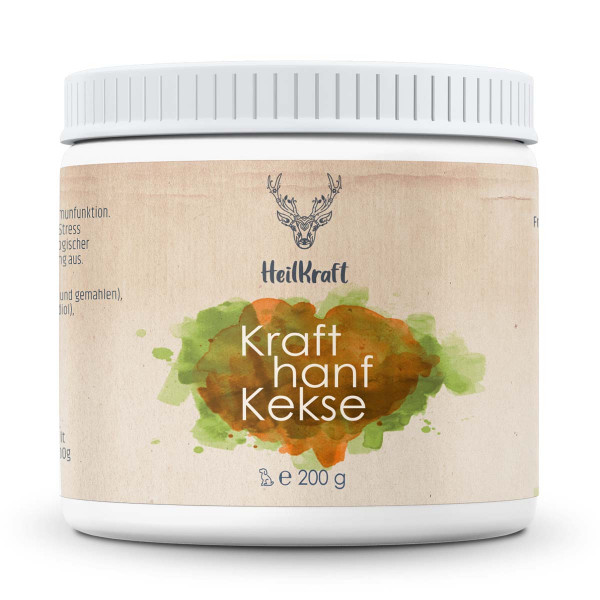 munfunktion.
Stress
ogischer
ng aus.
und gemahlen),
diol),
HeilKraft
Kraft
hanf
Kekse
e 200 g